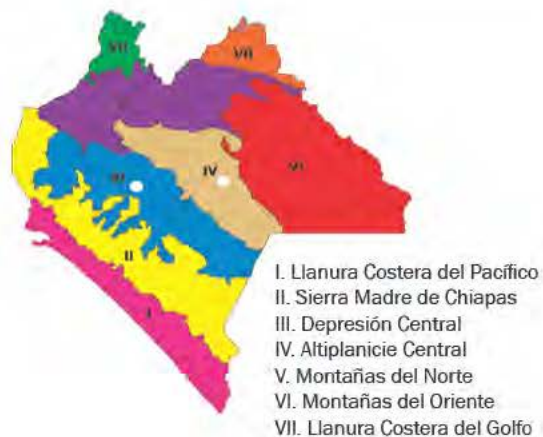 VII
VII
VI
IV
III
II
I
I. Llanura Costera del Pacífico
II. Sierra Madre de Chiapas
III. Depresión Central
IV. Altiplanicie Central
V. Montañas del Norte
VI. Montañas del Oriente
VII. Llanura Costera del Golfo